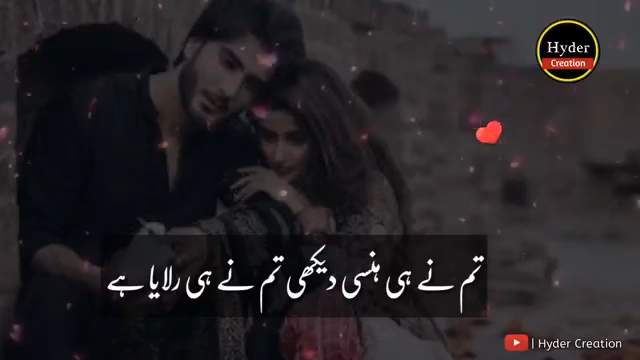 Hyder
Creation
تم نے ہی ہنسی دیکھی تم نے ہی رلایا ہے
| Hyder Creation